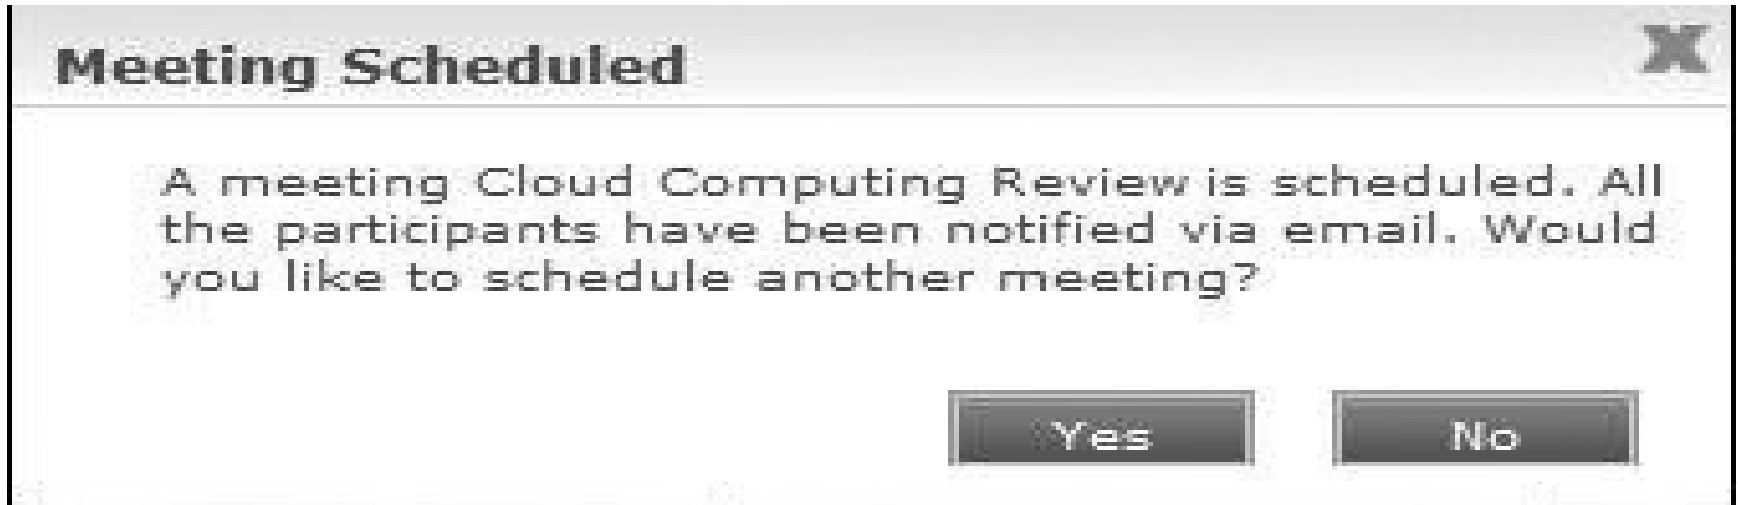 Meeting Scheduled
A meeting Cloud Computing Review is scheduled. All
the participants have been notified via email. Would
you like to schedule another meeting?
Yes No